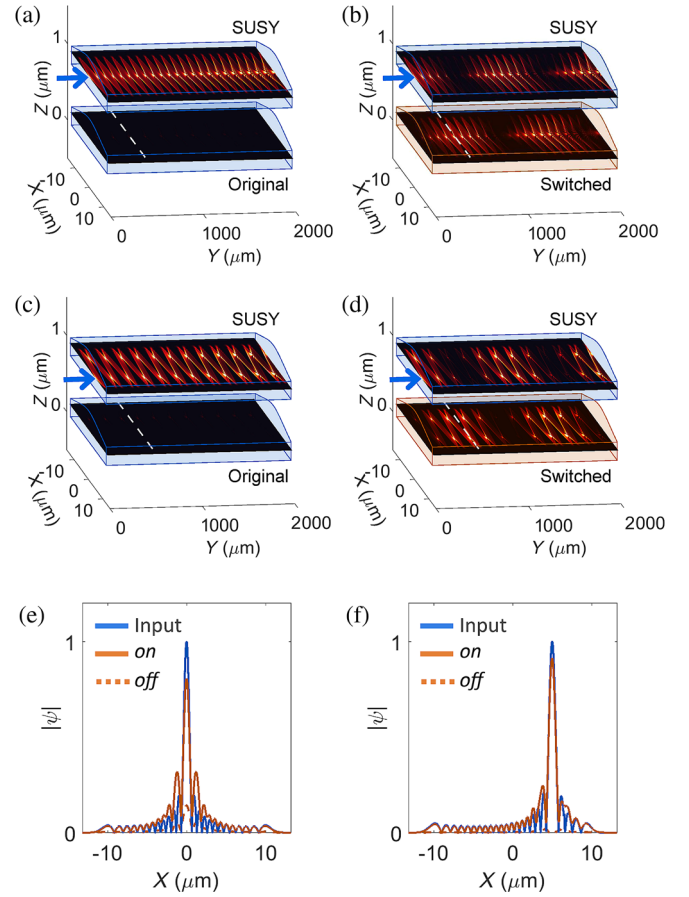 (a)
SUSY
1
Z (μm)
0
-10
0
10
X (μm)
Original
0
1000
2000
Y (μm)
(b)
SUSY
1
Z (μm)
0
-10
0
10
X (μm)
Switched
0
1000
2000
Y (μm)
(c)
SUSY
1
Z (μm)
0
-10
0
10
X (μm)
Original
0
1000
2000
Y (μm)
(d)
SUSY
1
Z (μm)
0
-10
0
10
X (μm)
Switched
0
1000
2000
Y (μm)
(e)
Input
on
off
1
|ψ|
0
-10 0 10
X (μm)
(f)
Input
on
off
1
|ψ|
0
-10 0 10
X (μm)